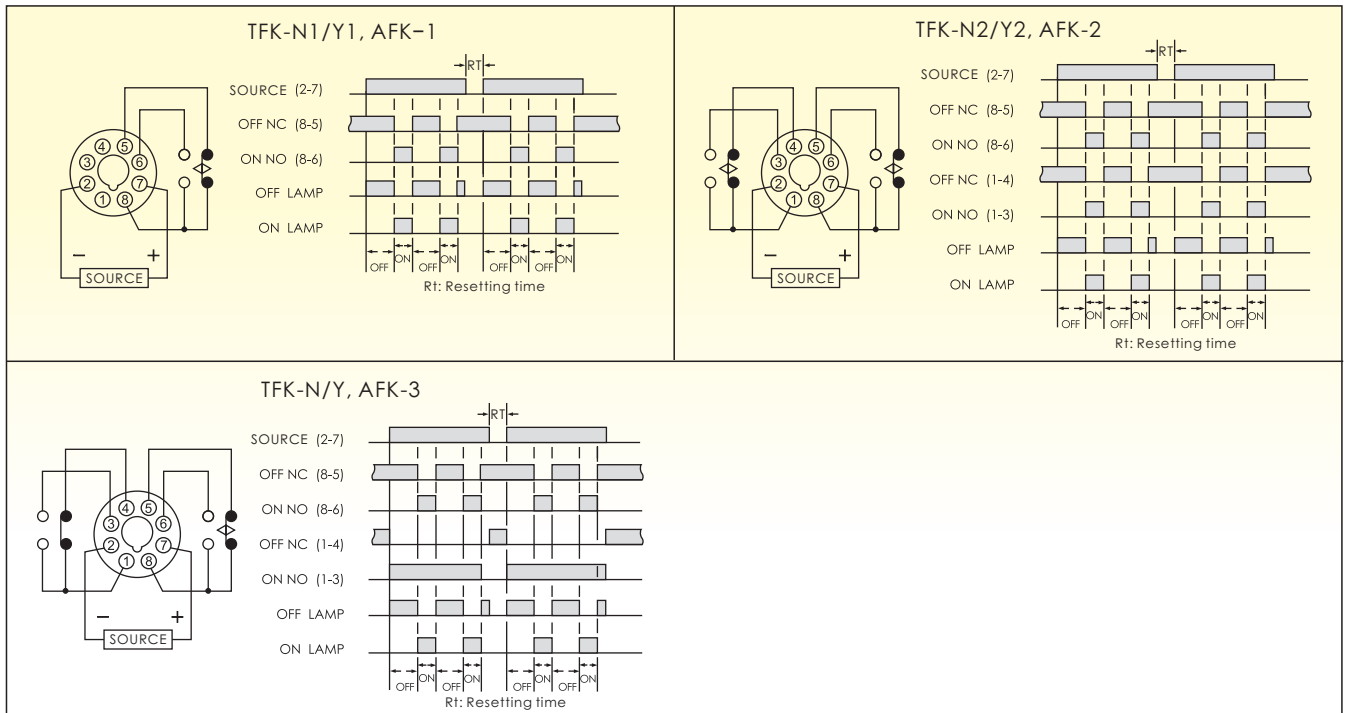 TFK-N1/Y1, AFK-1
RT
SOURCE (2-7)
OFF NC (8-5)
ON NO (8-6)
OFF LAMP
ON LAMP
4 5
3 6
2 7
1 8
− +
SOURCE
OFF ON OFF ON OFF ON OFF ON
Rt: Resetting time
TFK-N2/Y2, AFK-2
RT
SOURCE (2-7)
OFF NC (8-5)
ON NO (8-6)
OFF NC (1-4)
ON NO (1-3)
OFF LAMP
ON LAMP
4 5
3 6
2 7
1 8
− +
SOURCE
OFF ON OFF ON OFF ON OFF ON
Rt: Resetting time
TFK-N/Y, AFK-3
RT
SOURCE (2-7)
OFF NC (8-5)
ON NO (8-6)
OFF NC (1-4)
ON NO (1-3)
OFF LAMP
ON LAMP
4 5
3 6
2 7
1 8
− +
SOURCE
OFF ON OFF ON OFF ON OFF ON
Rt: Resetting time